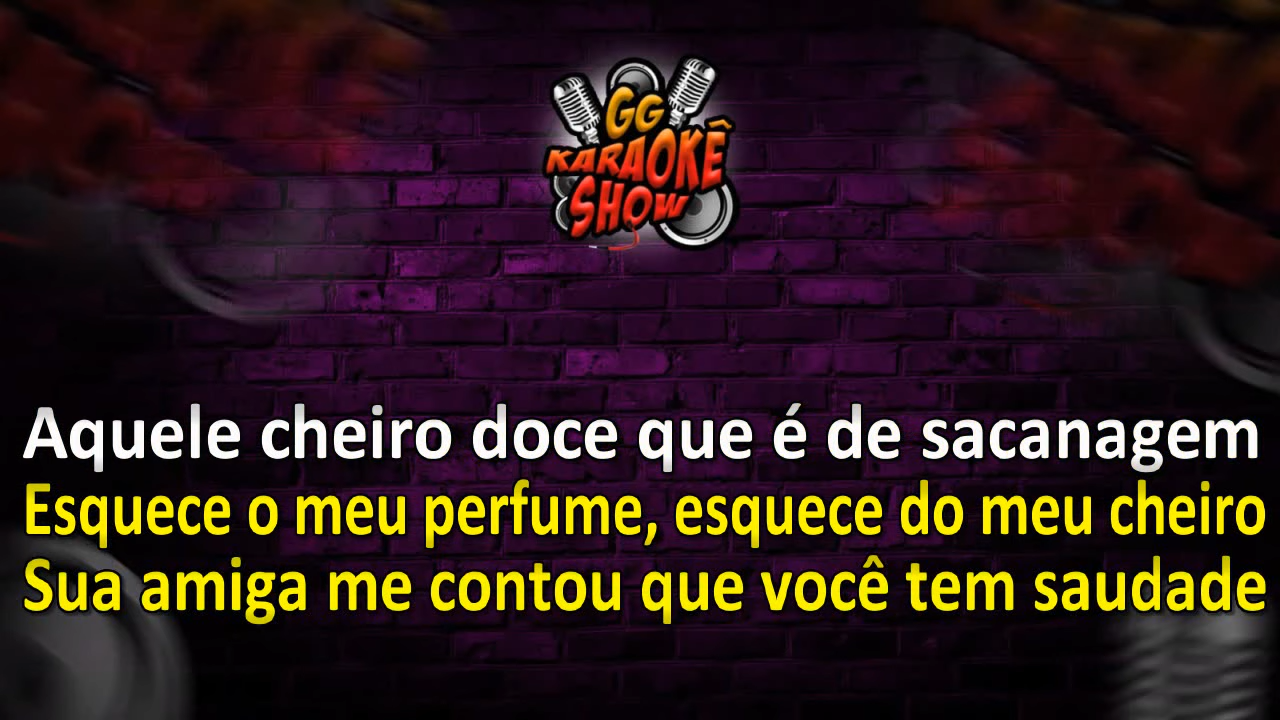 GG
KARAOKÊ
SHOW
Aquele cheiro doce que é de sacanagem
Esquece o meu perfume, esquece do meu cheiro
Sua amiga me contou que você tem saudade